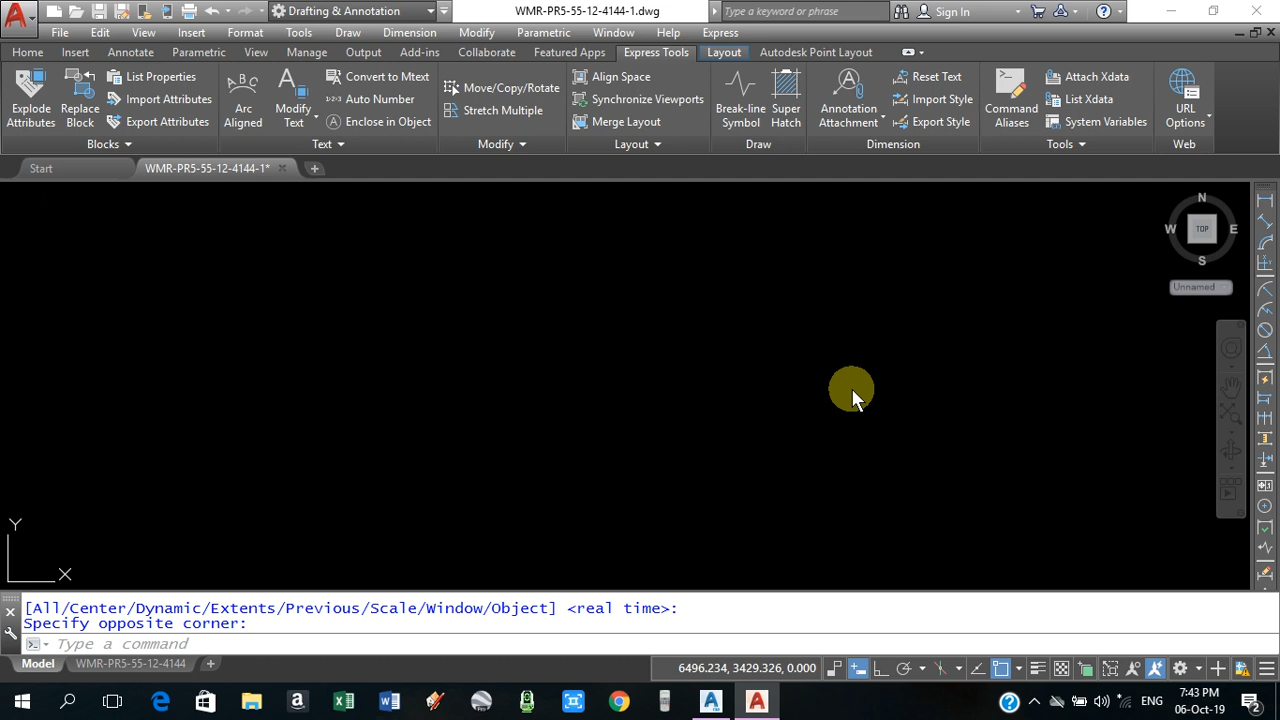 Drafting & Annotation WMR-PR5-55-12-4144-1.dwg Type a keyword or phrase Sign In
File Edit View Insert Format Tools Draw Dimension Modify Parametric Window Help Express
Home Insert Annotate Parametric View Manage Output Add-ins Collaborate Featured Apps Express Tools Layout Autodesk Point Layout
Explode Attributes
Replace Block
List Properties
Import Attributes
Export Attributes
Blocks
Arc Aligned
Modify Text
Convert to Mtext
Auto Number
Enclose in Object
Text
Move/Copy/Rotate
Stretch Multiple
Modify
Align Space
Synchronize Viewports
Merge Layout
Layout
Break-line Symbol
Super Hatch
Draw
Annotation Attachment
Reset Text
Import Style
Export Style
Dimension
Command Aliases
Attach Xdata
List Xdata
System Variables
Tools
URL Options
Web
Start WMR-PR5-55-12-4144-1*
N
W TOP E
S
Unnamed
Y
X
[All/Center/Dynamic/Extents/Previous/Scale/Window/Object] <real time>:
Specify opposite corner:
Type a command
Model WMR-PR5-55-12-4144 6496.234, 3429.326, 0.000
ENG 7:43 PM
06-Oct-19
2